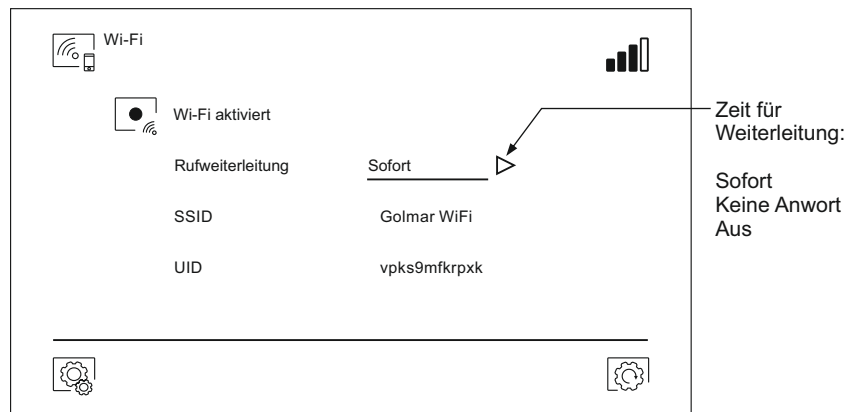 Wi-Fi
Wi-Fi aktiviert
Rufweiterleitung Sofort
SSID Golmar WiFi
UID vpks9mfkrpxk
Zeit für
Weiterleitung:
Sofort
Keine Anwort
Aus